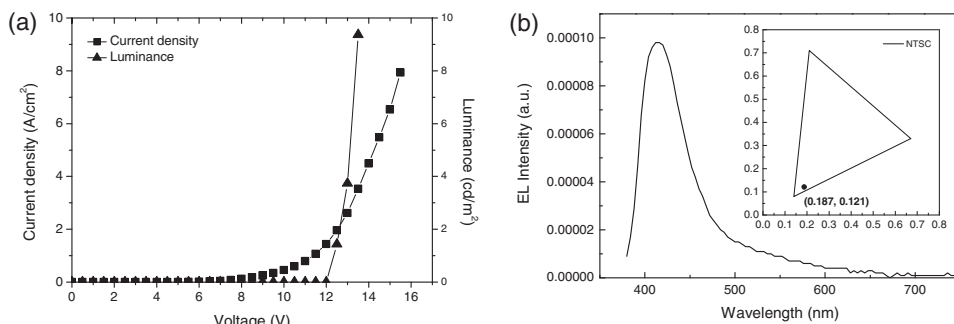 (a)
Current density
Luminance
Current density (A/cm²)
10
8
6
4
2
0
Luminance (cd/m²)
10
8
6
4
2
0
0 2 4 6 8 10 12 14 16
Voltage (V)
(b)
EL Intensity (a.u.)
0.00010
0.00008
0.00006
0.00004
0.00002
0.00000
400 500 600 700
Wavelength (nm)
NTSC
0.8
0.7
0.6
0.5
0.4
0.3
0.2
0.1
0.0
0.0 0.1 0.2 0.3 0.4 0.5 0.6 0.7 0.8
(0.187, 0.121)